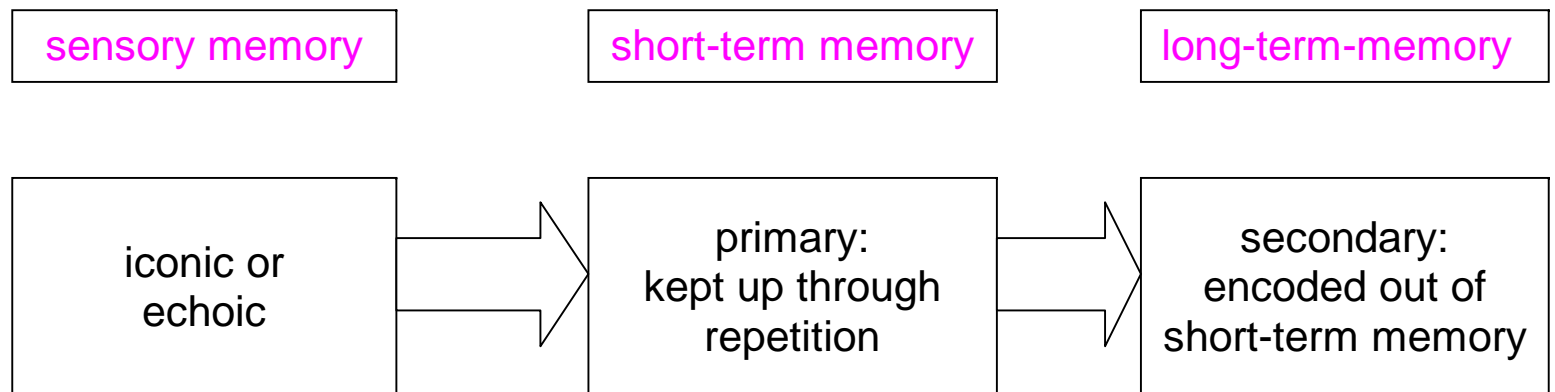 sensory memory
short-term memory
long-term-memory
iconic or
echoic
primary:
kept up through
repetition
secondary:
encoded out of
short-term memory